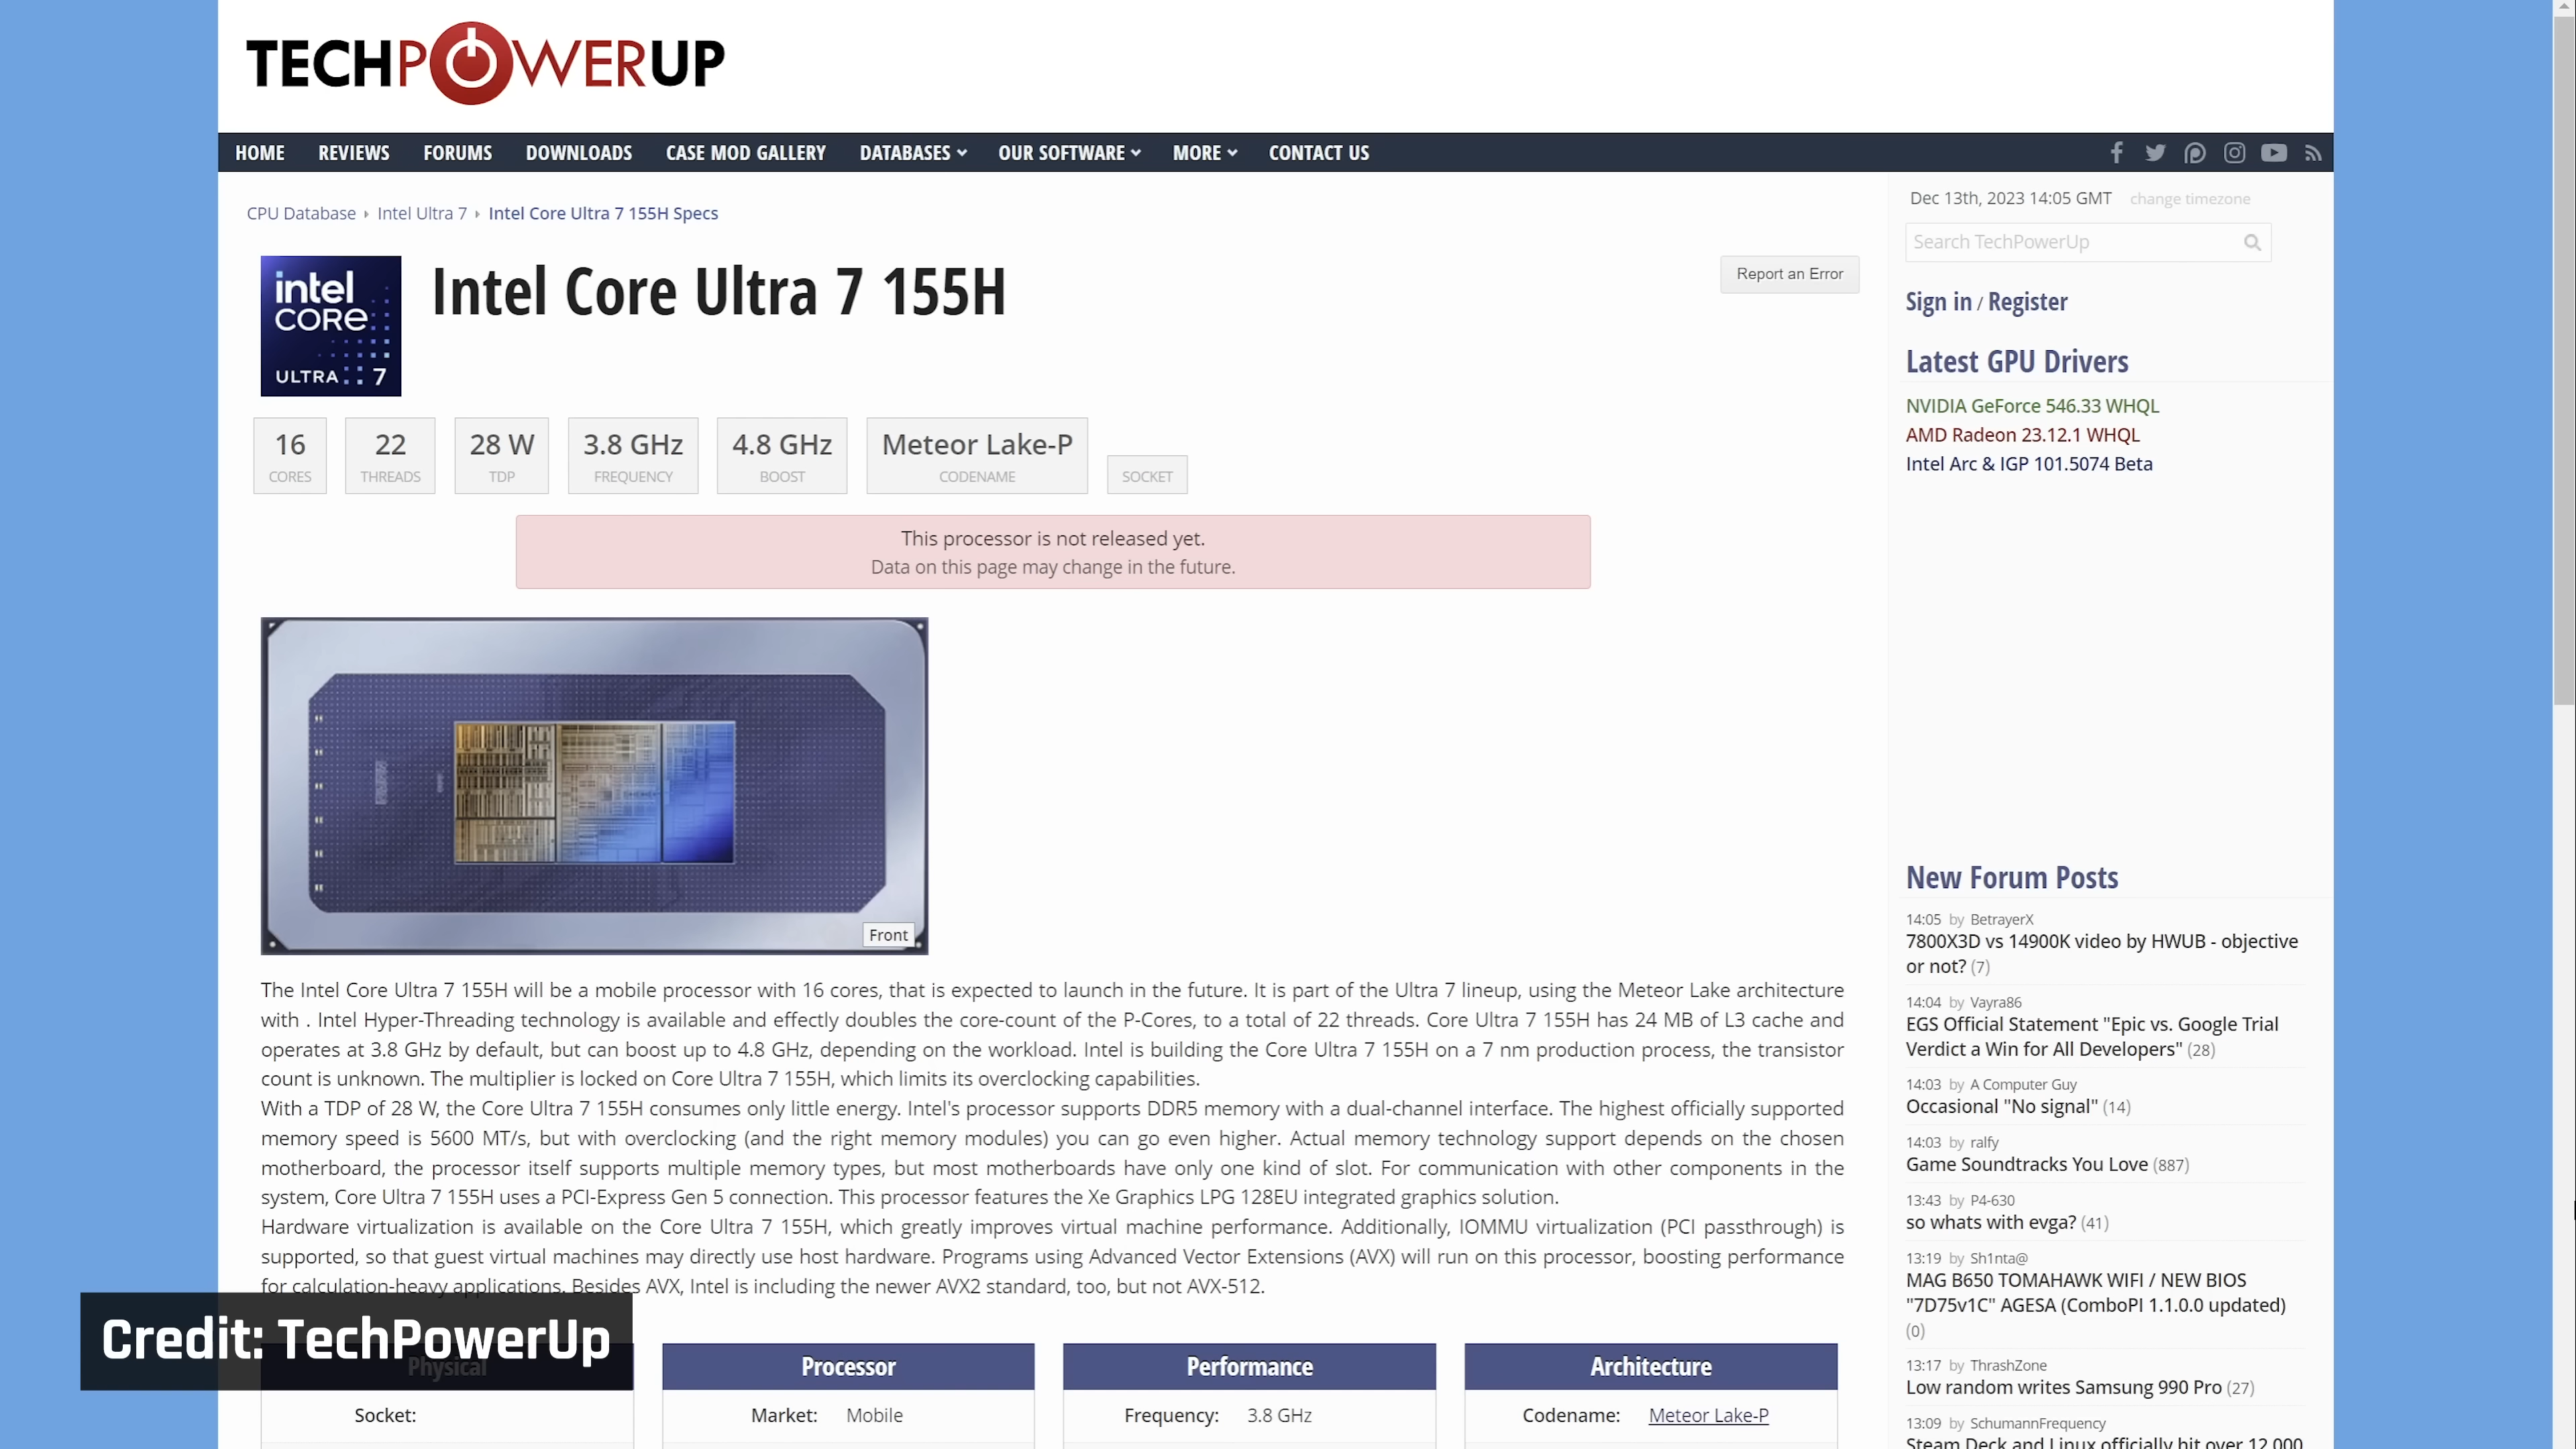 TECHPOWERUP
HOME REVIEWS FORUMS DOWNLOADS CASE MOD GALLERY DATABASES OUR SOFTWARE MORE CONTACT US
CPU Database › Intel Ultra 7 › Intel Core Ultra 7 155H Specs
intel
CORE
ULTRA 7
Intel Core Ultra 7 155H
Report an Error
16
CORES
22
THREADS
28 W
TDP
3.8 GHz
FREQUENCY
4.8 GHz
BOOST
Meteor Lake-P
CODENAME
SOCKET
This processor is not released yet.
Data on this page may change in the future.
Front
The Intel Core Ultra 7 155H will be a mobile processor with 16 cores, that is expected to launch in the future. It is part of the Ultra 7 lineup, using the Meteor Lake architecture
with . Intel Hyper-Threading technology is available and effectly doubles the core-count of the P-Cores, to a total of 22 threads. Core Ultra 7 155H has 24 MB of L3 cache and
operates at 3.8 GHz by default, but can boost up to 4.8 GHz, depending on the workload. Intel is building the Core Ultra 7 155H on a 7 nm production process, the transistor
count is unknown. The multiplier is locked on Core Ultra 7 155H, which limits its overclocking capabilities.
With a TDP of 28 W, the Core Ultra 7 155H consumes only little energy. Intel's processor supports DDR5 memory with a dual-channel interface. The highest officially supported
memory speed is 5600 MT/s, but with overclocking (and the right memory modules) you can go even higher. Actual memory technology support depends on the chosen
motherboard, the processor itself supports multiple memory types, but most motherboards have only one kind of slot. For communication with other components in the
system, Core Ultra 7 155H uses a PCI-Express Gen 5 connection. This processor features the Xe Graphics LPG 128EU integrated graphics solution.
Hardware virtualization is available on the Core Ultra 7 155H, which greatly improves virtual machine performance. Additionally, IOMMU virtualization (PCI passthrough) is
supported, so that guest virtual machines may directly use host hardware. Programs using Advanced Vector Extensions (AVX) will run on this processor, boosting performance
for calculation-heavy applications. Besides AVX, Intel is including the newer AVX2 standard, too, but not AVX-512.
Credit: TechPowerUp
Physical
Socket:
Processor
Market: Mobile
Performance
Frequency: 3.8 GHz
Architecture
Codename: Meteor Lake-P
Dec 13th, 2023 14:05 GMT change timezone
Search TechPowerUp
Sign in / Register
Latest GPU Drivers
NVIDIA GeForce 546.33 WHQL
AMD Radeon 23.12.1 WHQL
Intel Arc & IGP 101.5074 Beta
New Forum Posts
14:05 by BetrayerX
7800X3D vs 14900K video by HWUB - objective
or not? (7)
14:04 by Vayra86
EGS Official Statement "Epic vs. Google Trial
Verdict a Win for All Developers" (28)
14:03 by A Computer Guy
Occasional "No signal" (14)
14:03 by ralfy
Game Soundtracks You Love (887)
13:43 by P4-630
so whats with evga? (41)
13:19 by Sh1nta@
MAG B650 TOMAHAWK WIFI / NEW BIOS
"7D75v1C" AGESA (ComboPI 1.1.0.0 updated)
(0)
13:17 by ThrashZone
Low random writes Samsung 990 Pro (27)
13:09 by SchumannFrequency
Steam Deck and Linux officially hit over 12,000